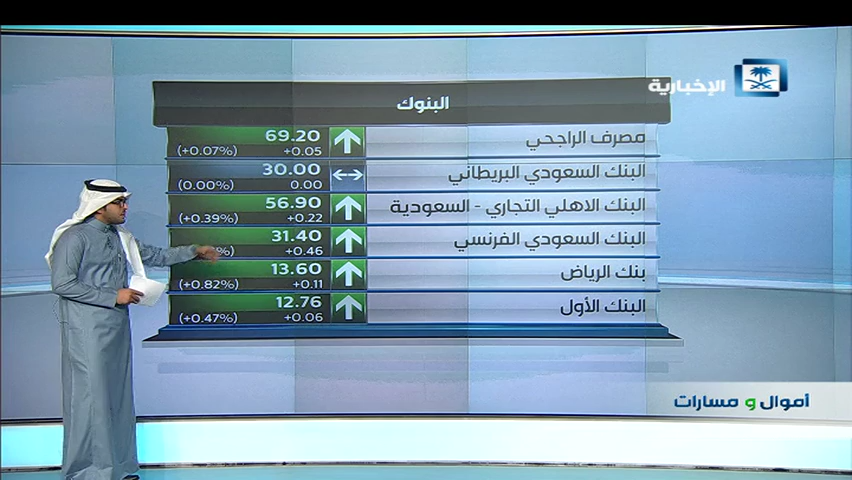 الإخبارية
البنوك
مصرف الراجحي 69.20 +0.05 (+0.07%)
البنك السعودي البريطاني 30.00 0.00 (0.00%)
البنك الاهلي التجاري - السعودية 56.90 +0.22 (+0.39%)
البنك السعودي الفرنسي 31.40 +0.46
بنك الرياض 13.60 +0.11 (+0.82%)
البنك الأول 12.76 +0.06 (+0.47%)
أموال و مسارات